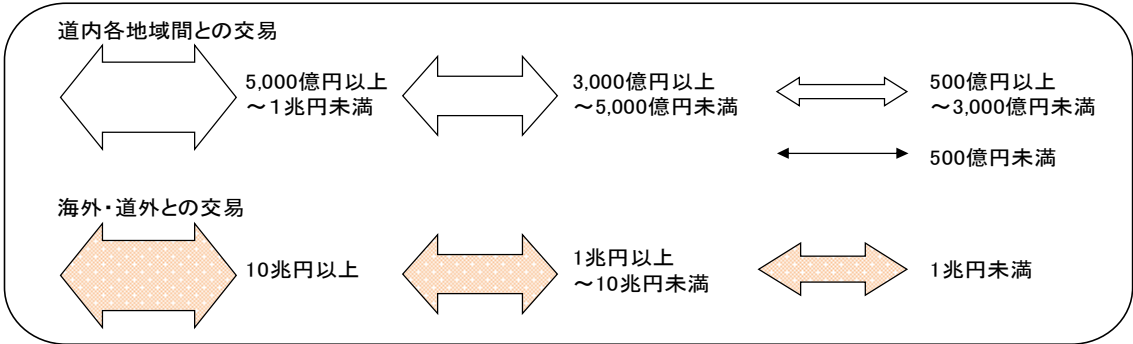 道内各地域間との交易
5,000億円以上
～１兆円未満
3,000億円以上
～5,000億円未満
500億円以上
～3,000億円未満
500億円未満
海外・道外との交易
10兆円以上
1兆円以上
～10兆円未満
1兆円未満